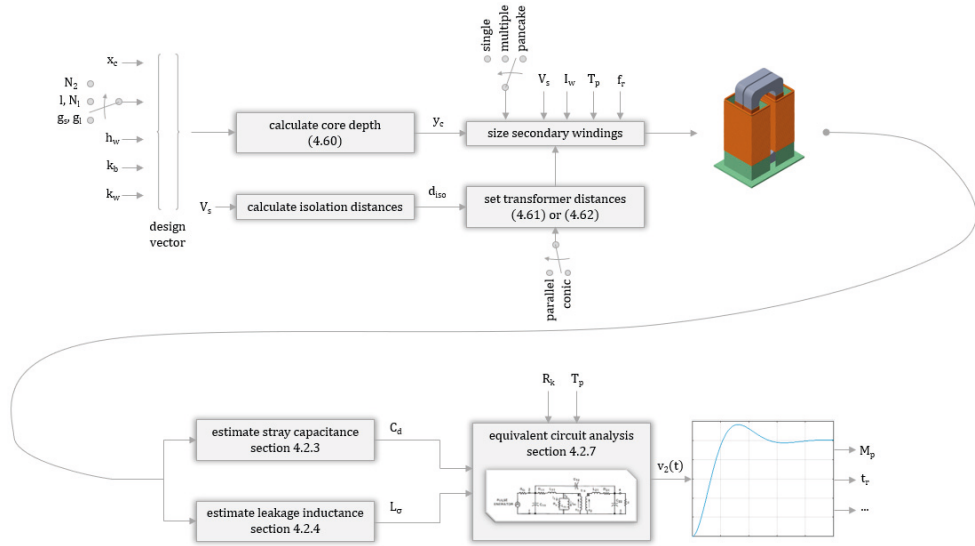 single
multiple
pancake
x_c
N_2
l, N_l
g_s, g_l
h_w
k_b
k_w
design
vector
V_s
I_w
T_p
f_r
calculate core depth
(4.60)
y_c
size secondary windings
V_s
calculate isolation distances
d_iso
set transformer distances
(4.61) or (4.62)
parallel
conic
R_k
T_p
estimate stray capacitance
section 4.2.3
C_d
equivalent circuit analysis
section 4.2.7
v_2(t)
M_p
t_r
...
estimate leakage inductance
section 4.2.4
L_σ